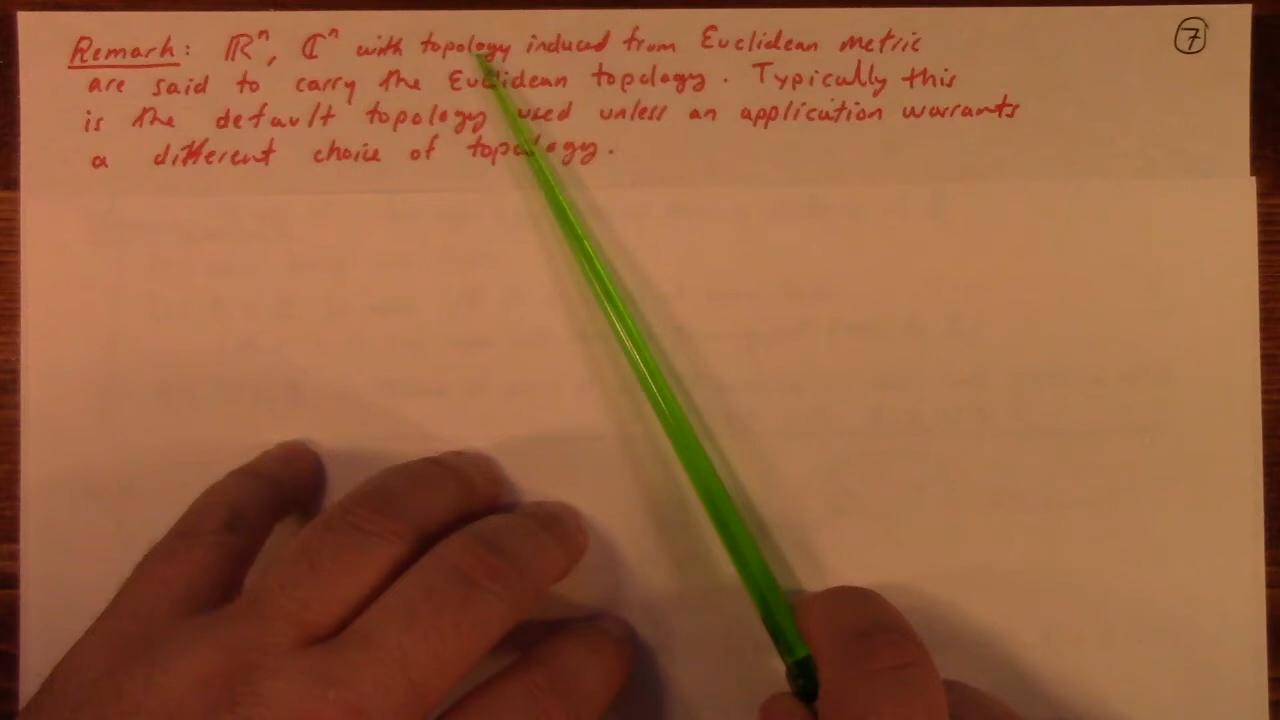 Remark: ℝⁿ, ℂⁿ with topology induced from Euclidean metric
are said to carry the Euclidean topology. Typically this
is the default topology used unless an application warrants
a different choice of topology.
7